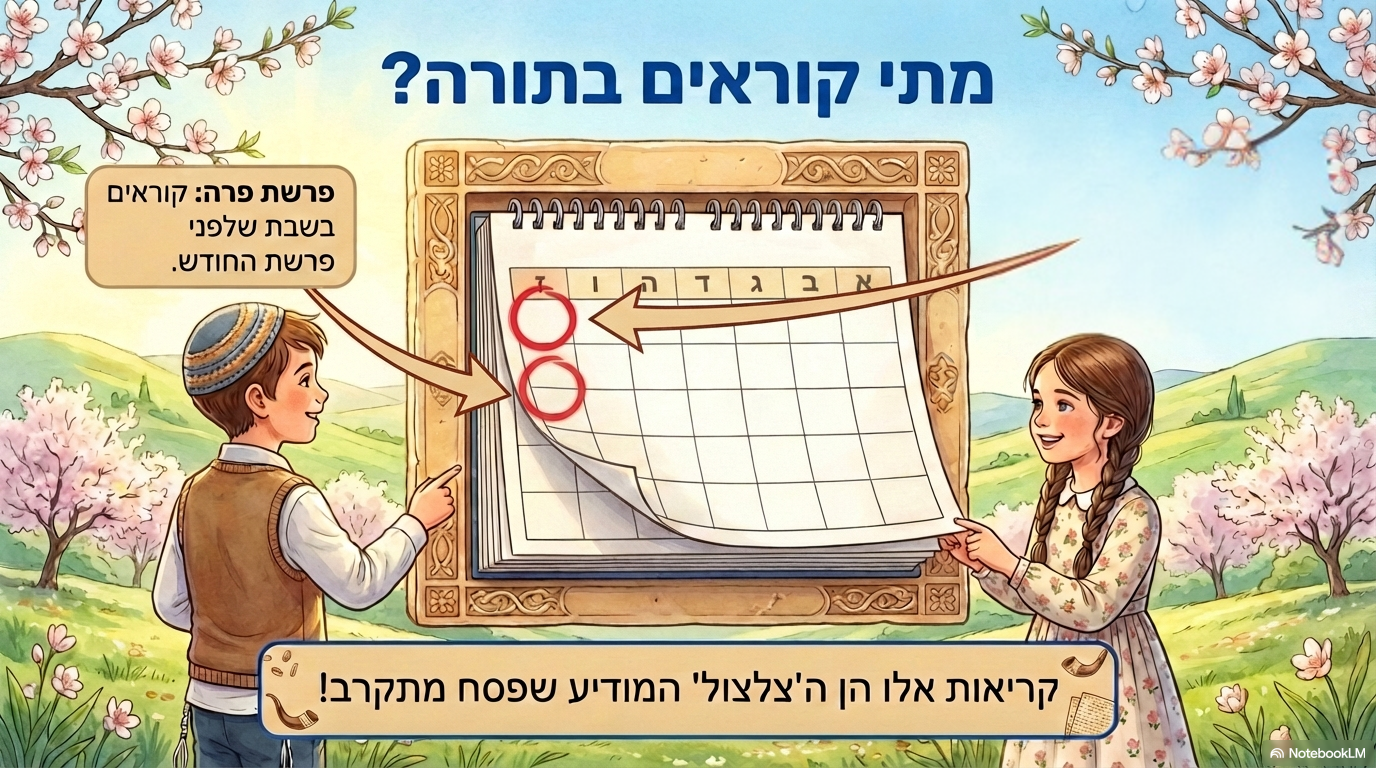 מתי קוראים בתורה?
פרשת פרה: קוראים
בשבת שלפני
פרשת החודש.
א ב ג ד ה ו ז
קריאות אלו הן ה'צלצול' המודיע שפסח מתקרב!
NotebookLM